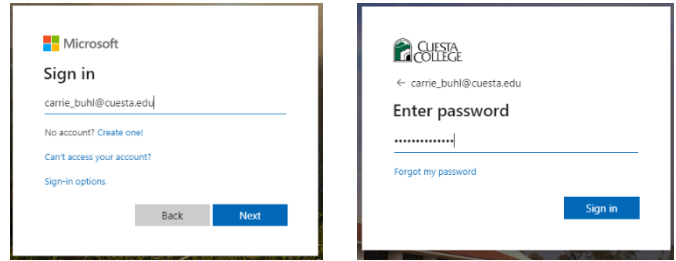 Microsoft
Sign in
carrie_buhl@cuesta.edu
No account? Create one!
Can't access your account?
Sign-in options
Back
Next
CUESTA
COLLEGE
← carrie_buhl@cuesta.edu
Enter password
••••••••••••••
Forgot my password
Sign in